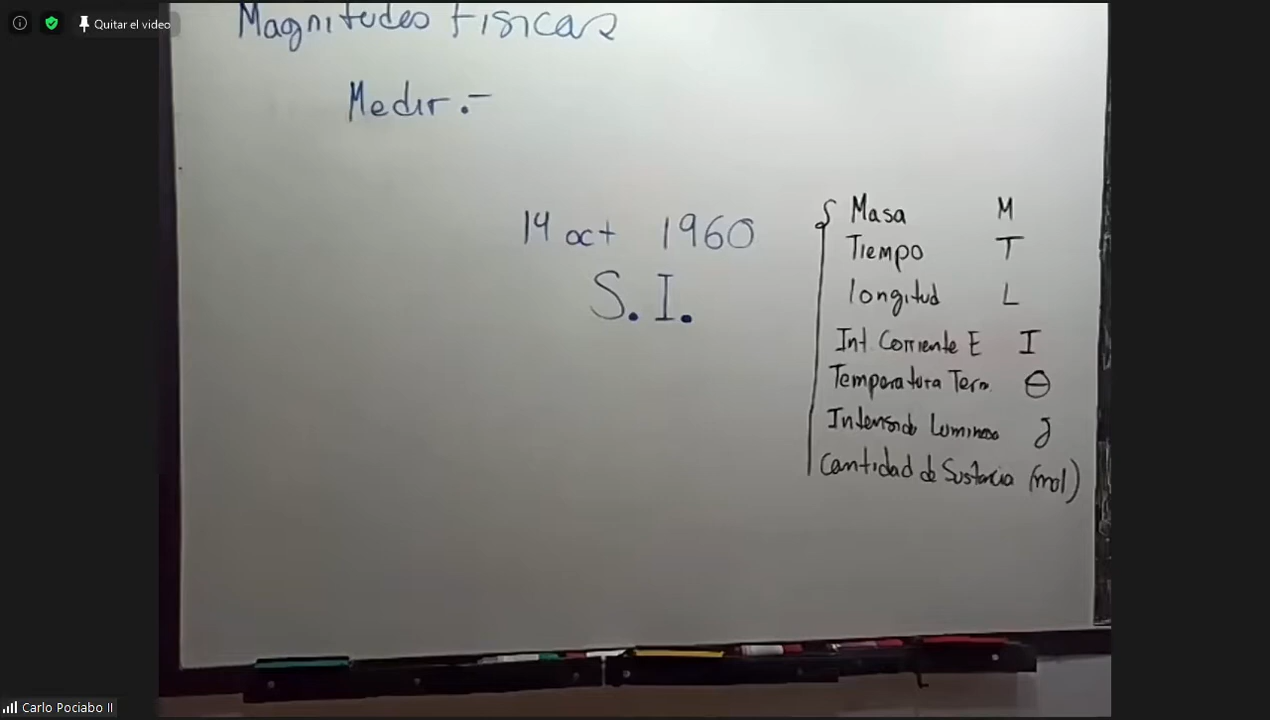 Quitar el video
Magnitudes Fisicas
Medir .-
14 oct 1960
S. I.
Masa M
Tiempo T
longitud L
Int. Corriente E I
Temperatura Term. θ
Intensidad Luminosa J
Cantidad de Sustancia (mol)
Carlo Pociabo II